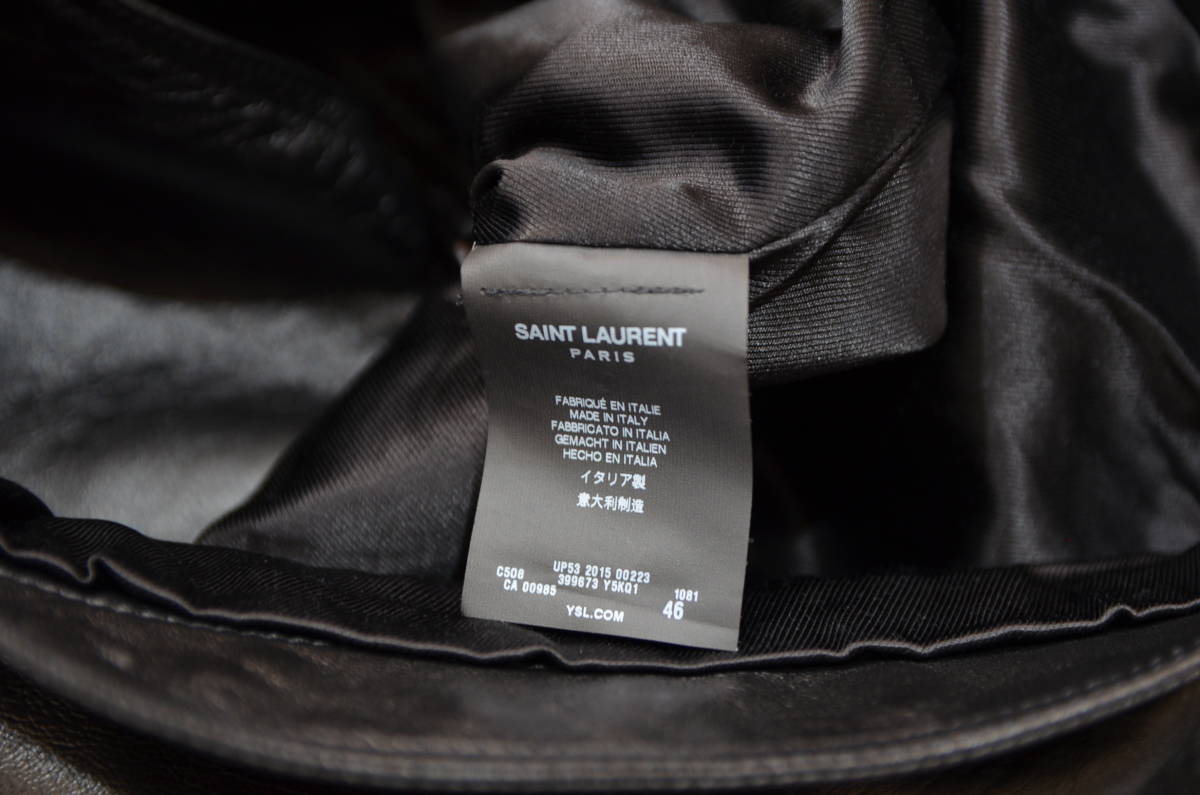 SAINT LAURENT
PARIS
FABRIQUÉ EN ITALIE
MADE IN ITALY
FABBRICATO IN ITALIA
GEMACHT IN ITALIEN
HECHO EN ITALIA
イタリア製
意大利制造
UP53 2015 00223
C508 399673 Y5KQ1 1081
CA 00985 46
YSL.COM